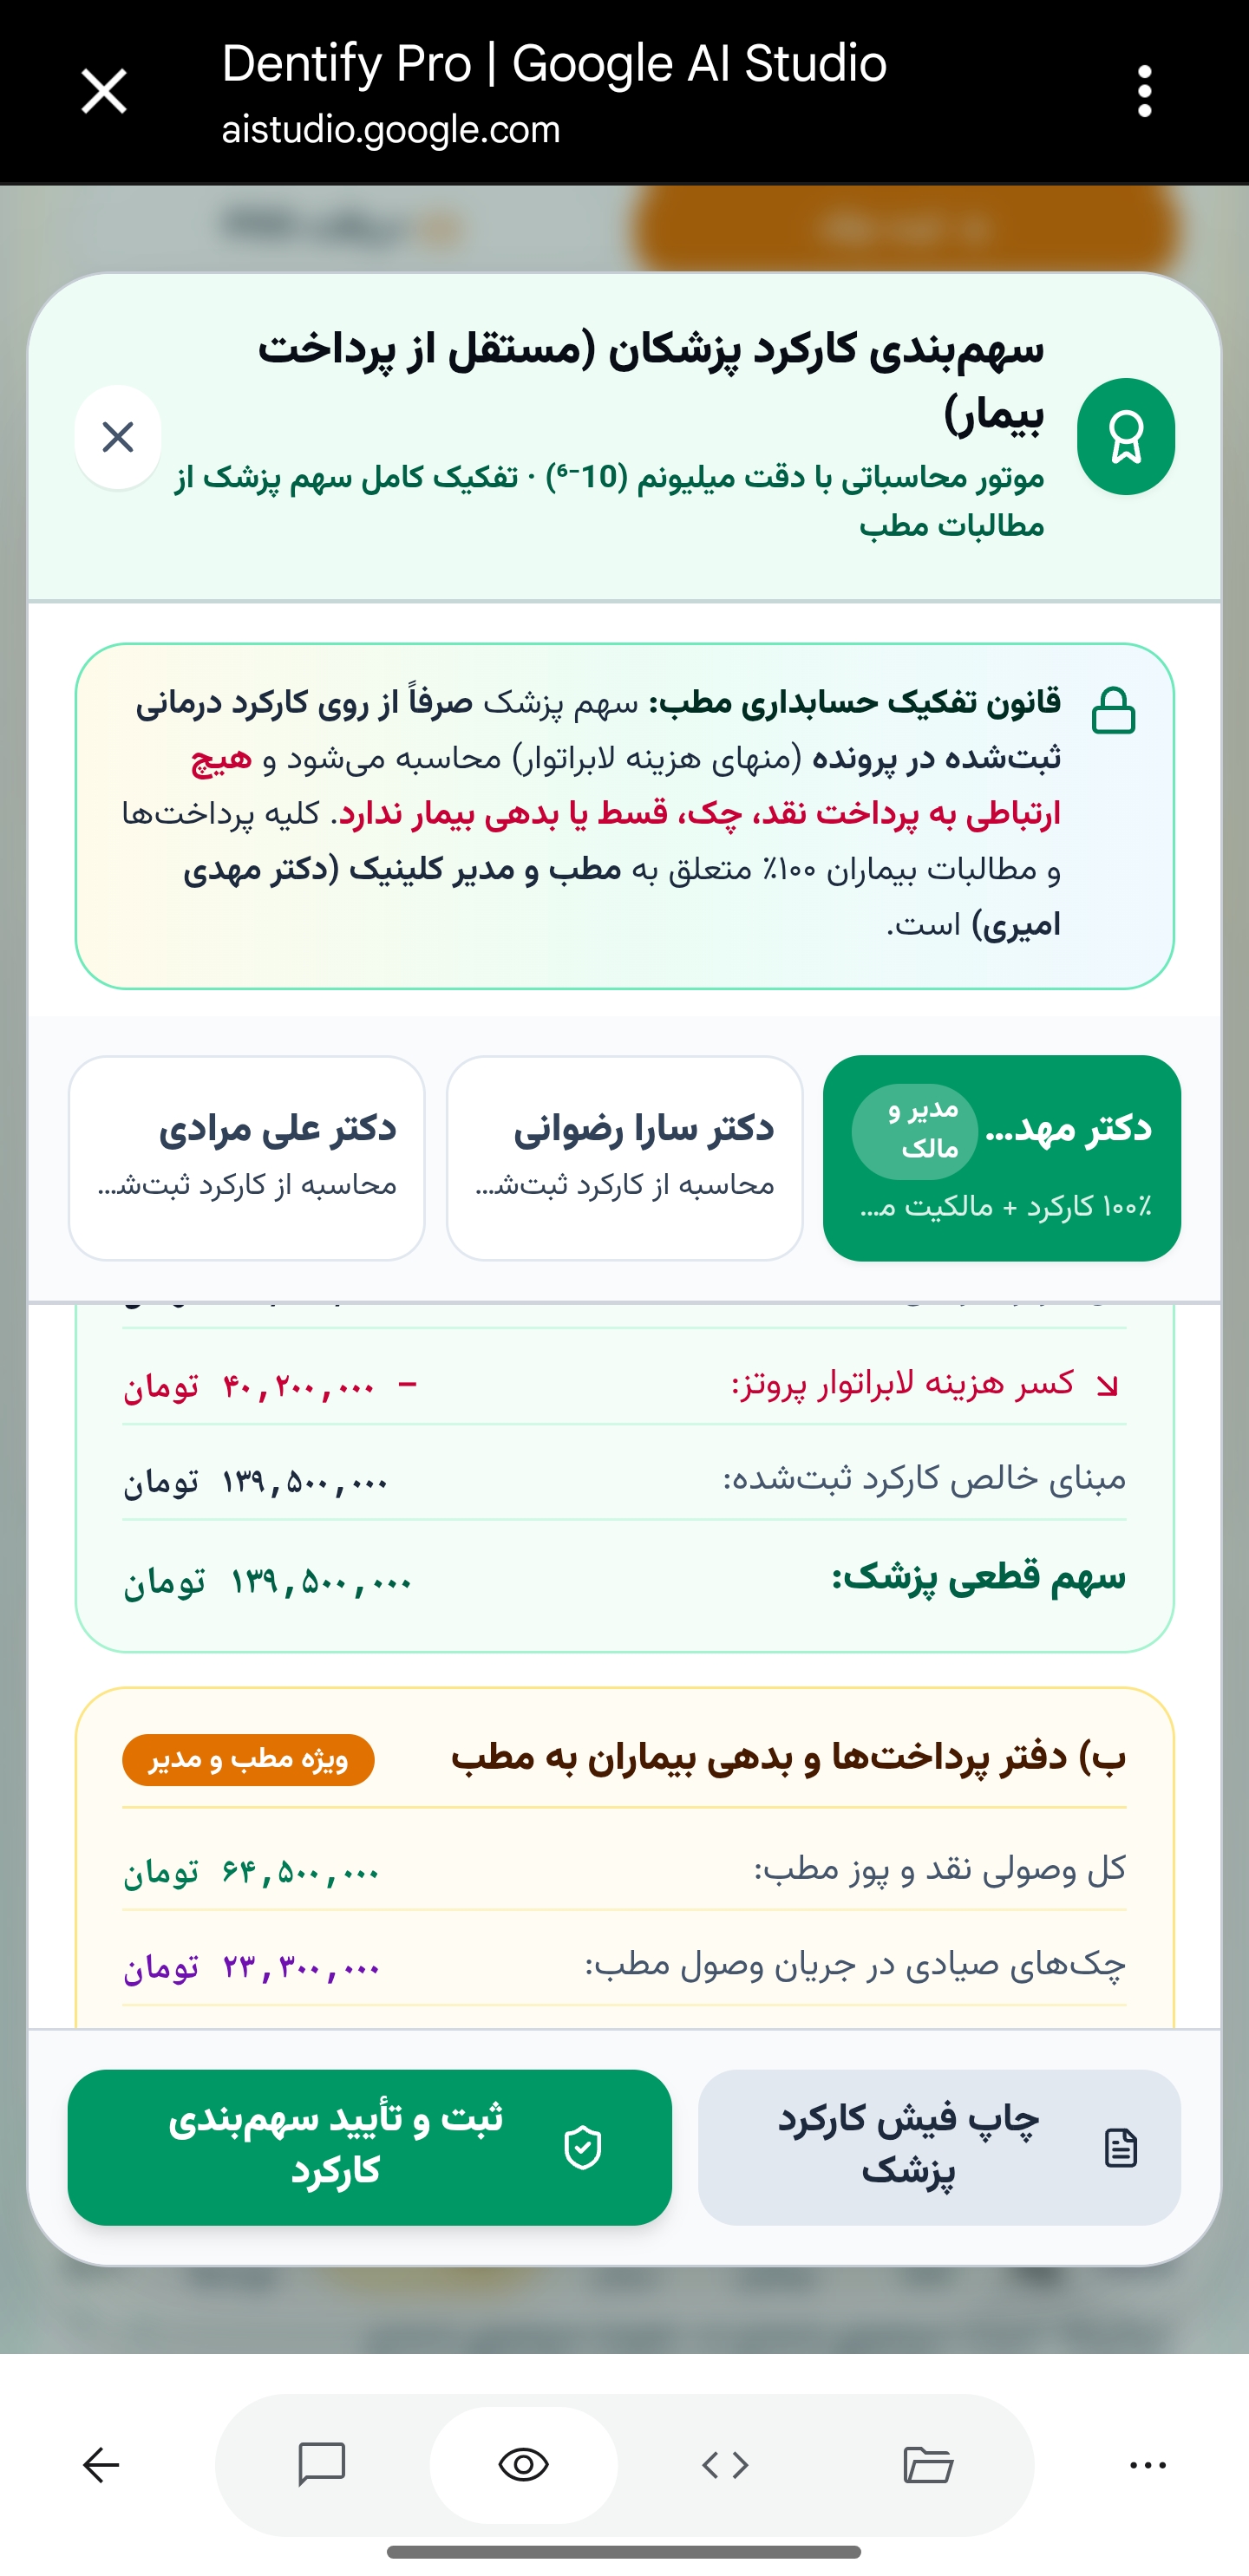 Dentify Pro | Google AI Studio
aistudio.google.com
سهم‌بندی کارکرد پزشکان (مستقل از پرداخت
بیمار)
موتور محاسباتی با دقت میلیونم (10⁻⁶) · تفکیک کامل سهم پزشک از
مطالبات مطب
قانون تفکیک حسابداری مطب: سهم پزشک صرفاً از روی کارکرد درمانی
ثبت‌شده در پرونده (منهای هزینه لابراتوار) محاسبه می‌شود و هیچ
ارتباطی به پرداخت نقد، چک، قسط یا بدهی بیمار ندارد. کلیه پرداخت‌ها
و مطالبات بیماران ۱۰۰٪ متعلق به مطب و مدیر کلینیک (دکتر مهدی
امیری) است.
دکتر مهد...
مدیر و
مالک
۱۰۰٪ کارکرد + مالکیت م...
دکتر سارا رضوانی
محاسبه از کارکرد ثبت‌ش...
دکتر علی مرادی
محاسبه از کارکرد ثبت‌ش...
کسر هزینه لابراتوار پروتز: − ۴۰,۲۰۰,۰۰۰ تومان
مبنای خالص کارکرد ثبت‌شده: ۱۳۹,۵۰۰,۰۰۰ تومان
سهم قطعی پزشک: ۱۳۹,۵۰۰,۰۰۰ تومان
ب) دفتر پرداخت‌ها و بدهی بیماران به مطب ویژه مطب و مدیر
کل وصولی نقد و پوز مطب: ۶۴,۵۰۰,۰۰۰ تومان
چک‌های صیادی در جریان وصول مطب: ۲۳,۳۰۰,۰۰۰ تومان
چاپ فیش کارکرد
پزشک
ثبت و تأیید سهم‌بندی
کارکرد